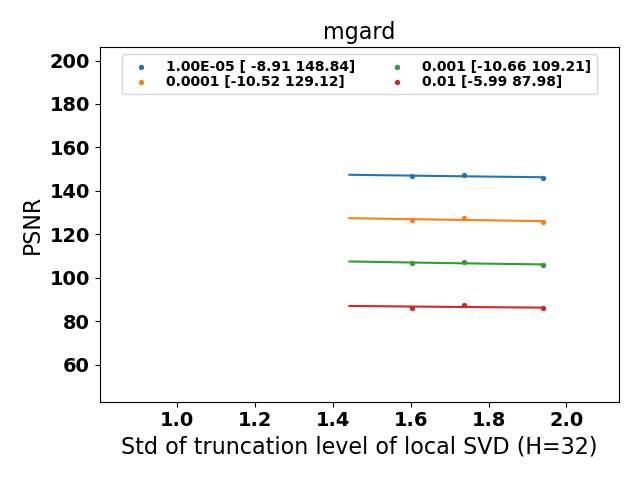 mgard
1.00E-05 [ -8.91 148.84]
0.0001 [-10.52 129.12]
0.001 [-10.66 109.21]
0.01 [-5.99 87.98]
PSNR
200
180
160
140
120
100
80
60
1.0 1.2 1.4 1.6 1.8 2.0
Std of truncation level of local SVD (H=32)